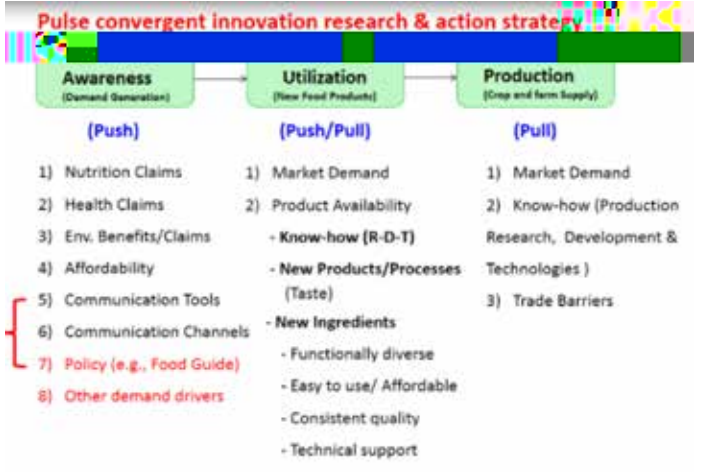 Pulse convergent innovation research & action strategy
Awareness
(Demand Generation)
(Push)
1) Nutrition Claims
2) Health Claims
3) Env. Benefits/Claims
4) Affordability
5) Communication Tools
6) Communication Channels
7) Policy (e.g., Food Guide)
8) Other demand drivers
Utilization
(New Food Products)
(Push/Pull)
1) Market Demand
2) Product Availability
- Know-how (R-D-T)
- New Products/Processes
(Taste)
- New Ingredients
- Functionally diverse
- Easy to use/ Affordable
- Consistent quality
- Technical support
Production
(Crop and farm Supply)
(Pull)
1) Market Demand
2) Know-how (Production
Research, Development &
Technologies )
3) Trade Barriers